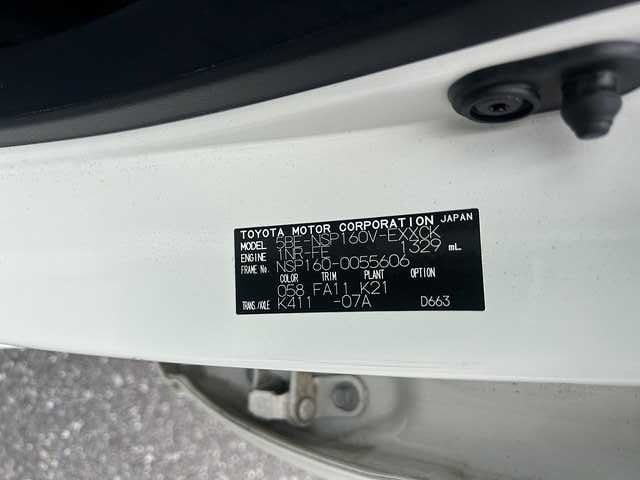 TOYOTA MOTOR CORPORATION JAPAN
MODEL 5BE-NSP160V-EXXCK
ENGINE 1NR-FE 1329 mL
FRAME No. NSP160-0055606
COLOR TRIM PLANT OPTION
058 FA11 K21
TRANS./AXLE K411 -07A D663